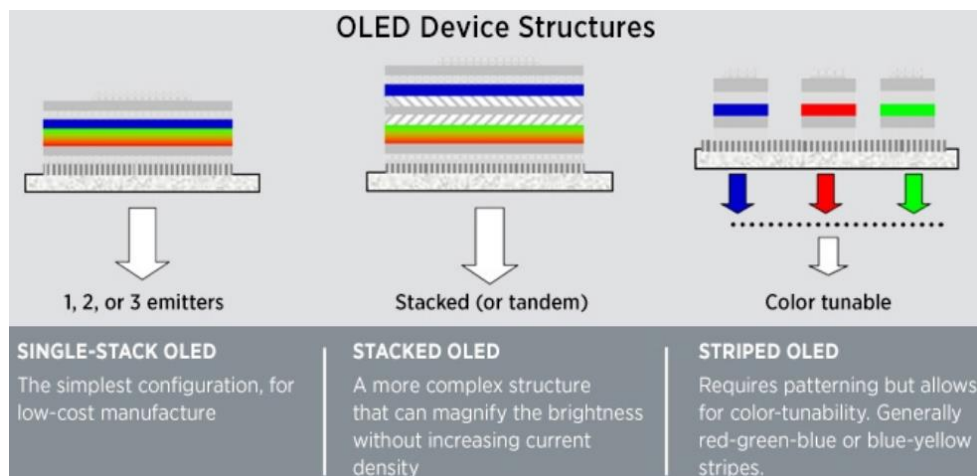 OLED Device Structures
1, 2, or 3 emitters
Stacked (or tandem)
Color tunable
SINGLE-STACK OLED
The simplest configuration, for
low-cost manufacture
STACKED OLED
A more complex structure
that can magnify the brightness
without increasing current
density
STRIPED OLED
Requires patterning but allows
for color-tunability. Generally
red-green-blue or blue-yellow
stripes.